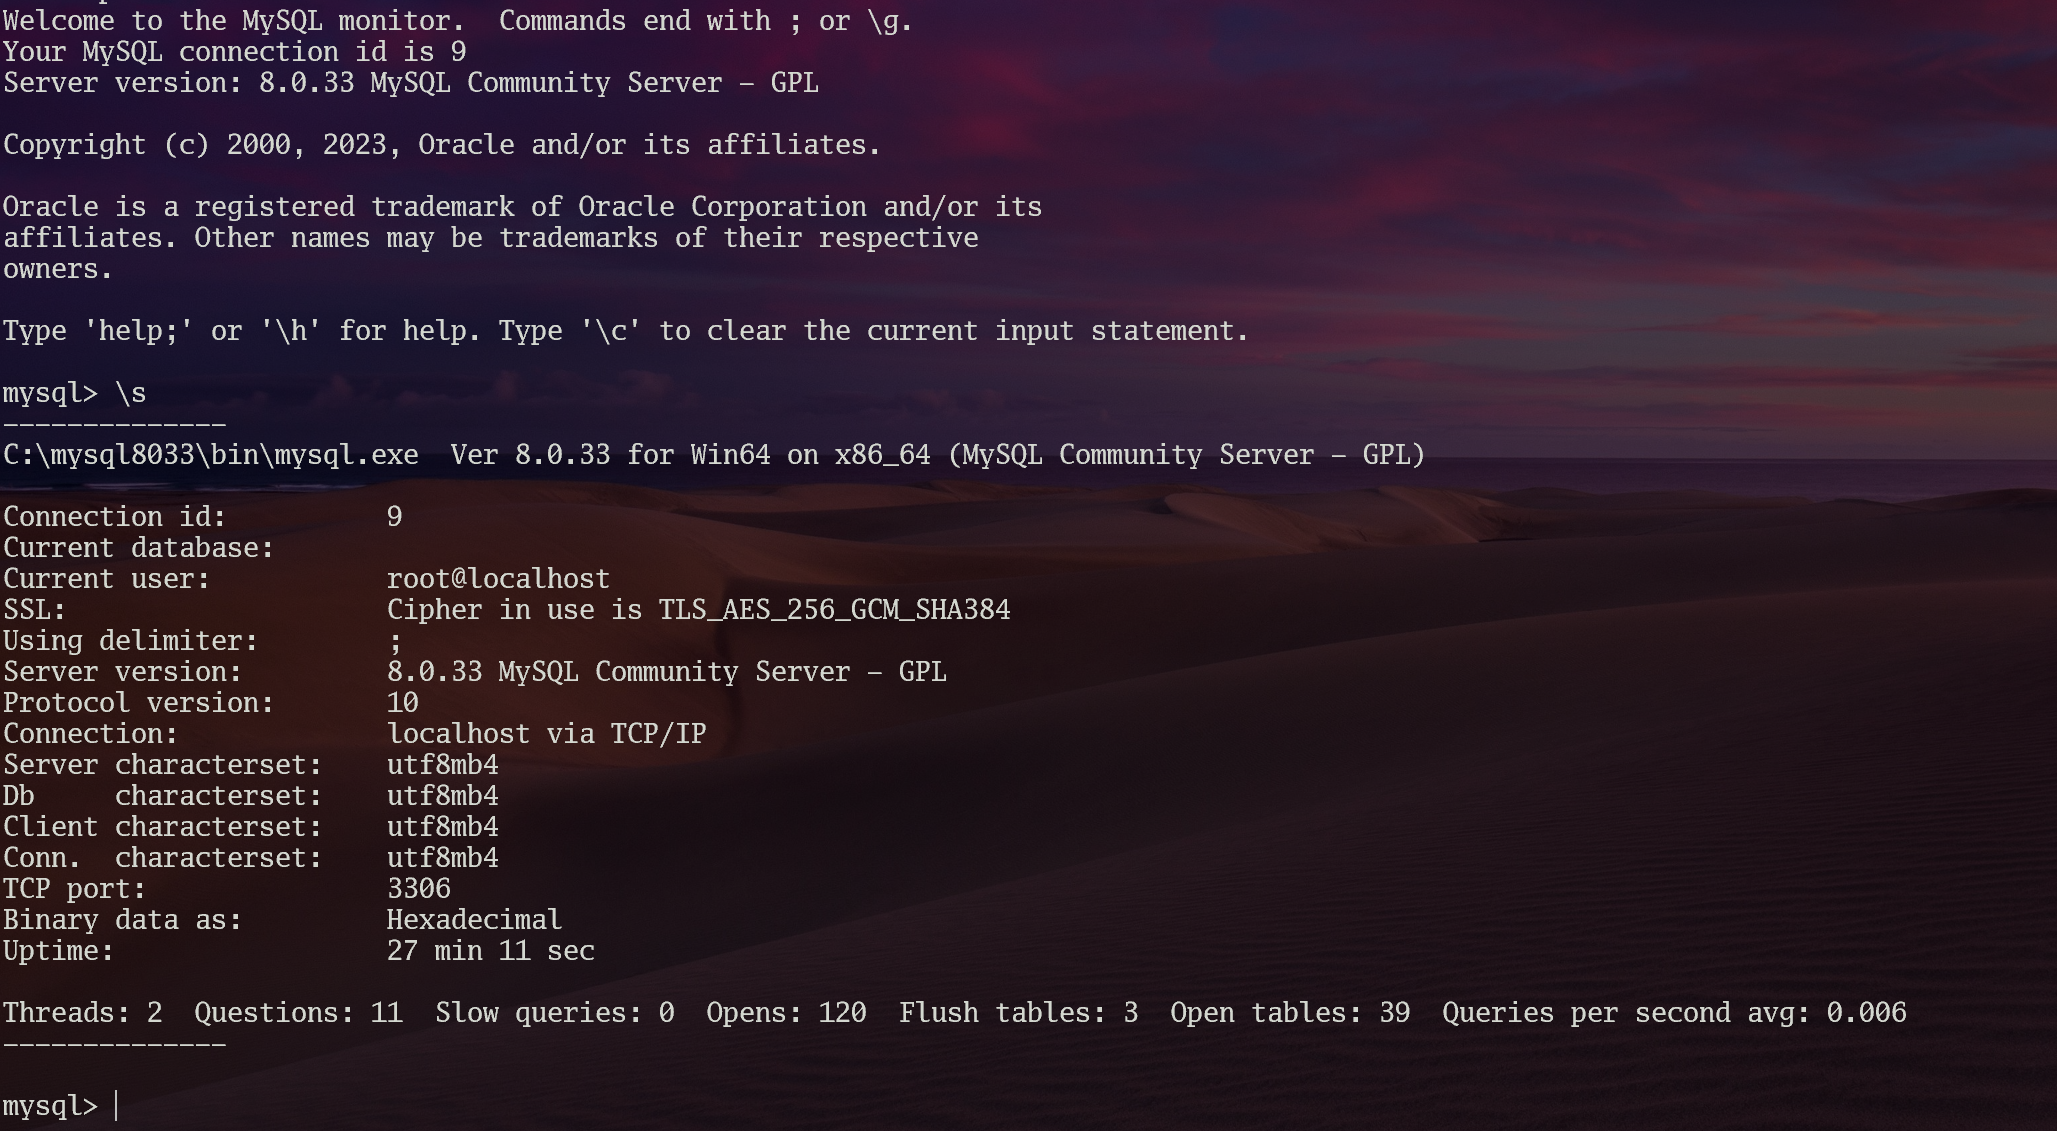 Welcome to the MySQL monitor.  Commands end with ; or \g.
Your MySQL connection id is 9
Server version: 8.0.33 MySQL Community Server - GPL
Copyright (c) 2000, 2023, Oracle and/or its affiliates.
Oracle is a registered trademark of Oracle Corporation and/or its
affiliates. Other names may be trademarks of their respective
owners.
Type 'help;' or '\h' for help. Type '\c' to clear the current input statement.
mysql> \s
--------------
C:\mysql8033\bin\mysql.exe  Ver 8.0.33 for Win64 on x86_64 (MySQL Community Server - GPL)
Connection id:          9
Current database:
Current user:           root@localhost
SSL:                    Cipher in use is TLS_AES_256_GCM_SHA384
Using delimiter:        ;
Server version:         8.0.33 MySQL Community Server - GPL
Protocol version:       10
Connection:             localhost via TCP/IP
Server characterset:    utf8mb4
Db     characterset:    utf8mb4
Client characterset:    utf8mb4
Conn.  characterset:    utf8mb4
TCP port:               3306
Binary data as:         Hexadecimal
Uptime:                 27 min 11 sec
Threads: 2  Questions: 11  Slow queries: 0  Opens: 120  Flush tables: 3  Open tables: 39  Queries per second avg: 0.006
--------------
mysql>